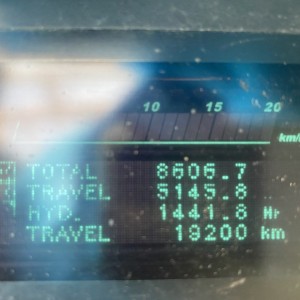 10 15 20
km/
TOTAL 8606.7
TRAVEL 5145.8
HYD. 1441.8 Hr
TRAVEL 19200 km